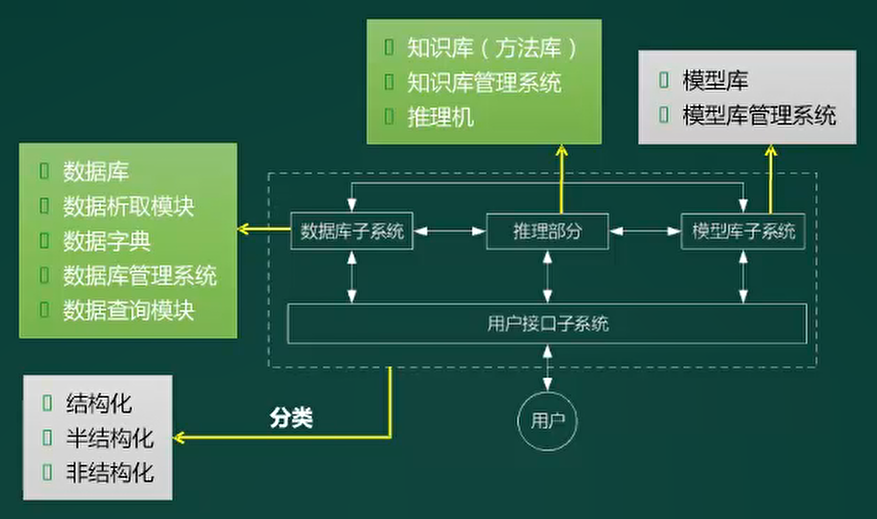 知识库（方法库）
知识库管理系统
推理机
模型库
模型库管理系统
数据库
数据析取模块
数据字典
数据库管理系统
数据查询模块
数据库子系统
推理部分
模型库子系统
用户接口子系统
结构化
半结构化
非结构化
分类
用户